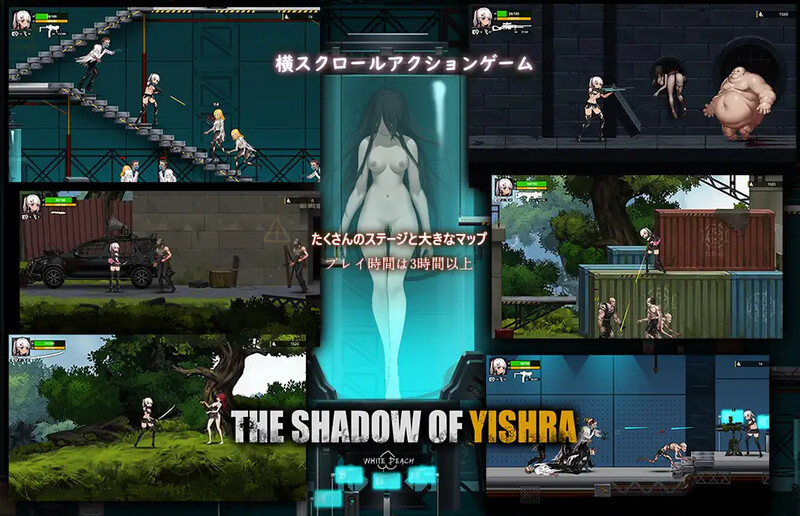 横スクロールアクションゲーム
たくさんのステージと大きなマップ
プレイ時間は3時間以上
THE SHADOW OF YISHRA
WHITE PEACH